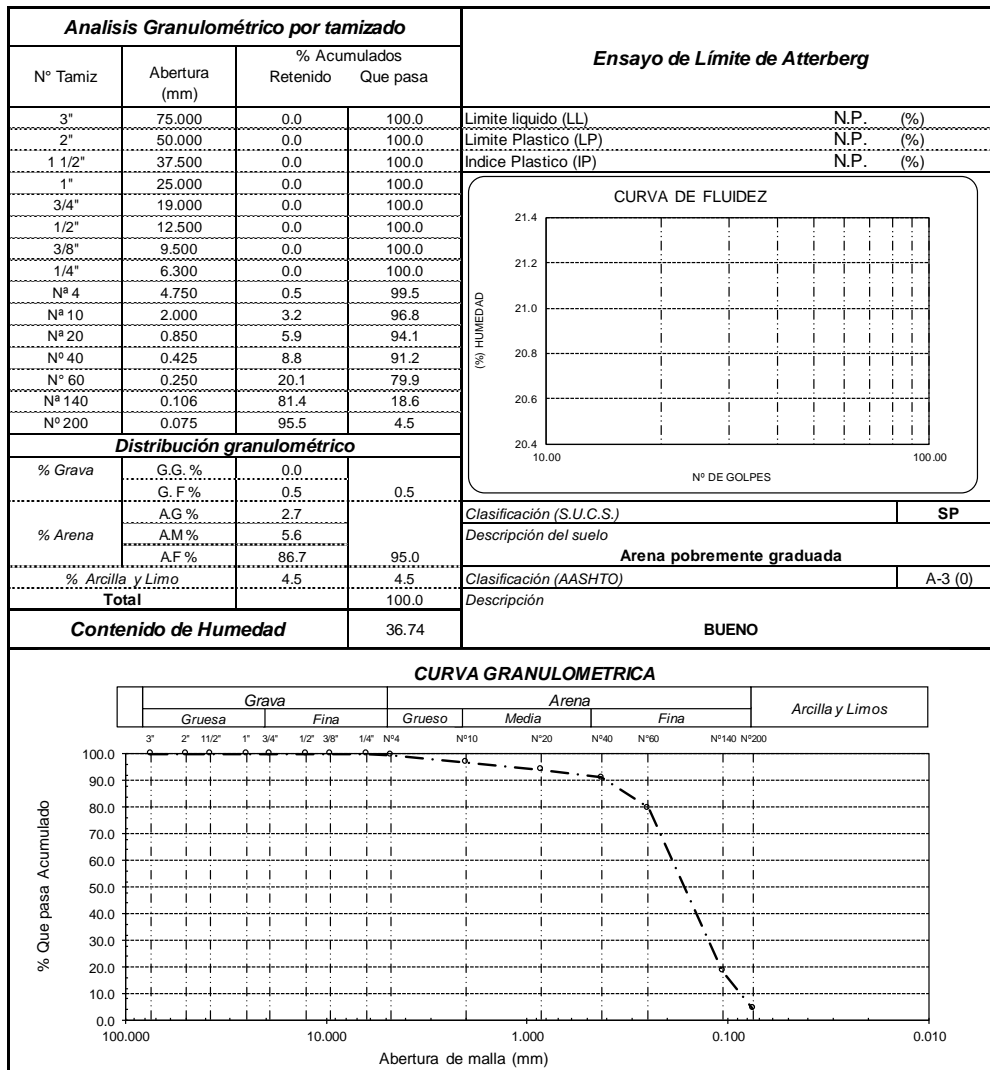 Analisis Granulométrico por tamizado
N° Tamiz Abertura (mm) % Acumulados
Retenido Que pasa
3" 75.000 0.0 100.0
2" 50.000 0.0 100.0
1 1/2" 37.500 0.0 100.0
1" 25.000 0.0 100.0
3/4" 19.000 0.0 100.0
1/2" 12.500 0.0 100.0
3/8" 9.500 0.0 100.0
1/4" 6.300 0.0 100.0
Nª 4 4.750 0.5 99.5
Nª 10 2.000 3.2 96.8
Nª 20 0.850 5.9 94.1
Nº 40 0.425 8.8 91.2
N° 60 0.250 20.1 79.9
Nª 140 0.106 81.4 18.6
Nº 200 0.075 95.5 4.5
Distribución granulométrico
% Grava G.G. % 0.0
G. F % 0.5 0.5
A.G % 2.7
% Arena A.M % 5.6
A.F % 86.7 95.0
% Arcilla y Limo 4.5 4.5
Total 100.0
Contenido de Humedad 36.74
Ensayo de Límite de Atterberg
Limite liquido (LL) N.P. (%)
Limite Plastico (LP) N.P. (%)
Indice Plastico (IP) N.P. (%)
CURVA DE FLUIDEZ
(%) HUMEDAD
21.4
21.2
21.0
20.8
20.6
20.4
10.00 100.00
Nº DE GOLPES
Clasificación (S.U.C.S.) SP
Descripción del suelo
Arena pobremente graduada
Clasificación (AASHTO) A-3 (0)
Descripción
BUENO
CURVA GRANULOMETRICA
Grava Arena Arcilla y Limos
Gruesa Fina Grueso Media Fina
3" 2" 11/2" 1" 3/4" 1/2" 3/8" 1/4" Nº4 Nº10 Nº20 Nº40 Nº60 Nº140 Nº200
% Que pasa Acumulado
100.0
90.0
80.0
70.0
60.0
50.0
40.0
30.0
20.0
10.0
0.0
100.000 10.000 1.000 0.100 0.010
Abertura de malla (mm)